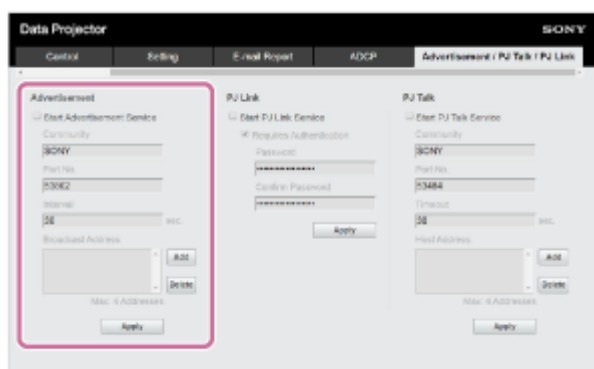 Data Projector
SONY
Control
Setting
E-mail Report
ADCP
Advertisement / PJ Talk / PJ Link
Advertisement
Start Advertisement Service
Community
SONY
Port No.
53862
Interval
30 sec.
Broadcast Address
Add
Delete
Max: 4 Addresses
Apply
PJ Link
Start PJ Link Service
Requires Authentication
Password
Confirm Password
Apply
PJ Talk
Start PJ Talk Service
Community
SONY
Port No.
53484
Timeout
30 sec.
Host Address
Add
Delete
Max: 4 Addresses
Apply